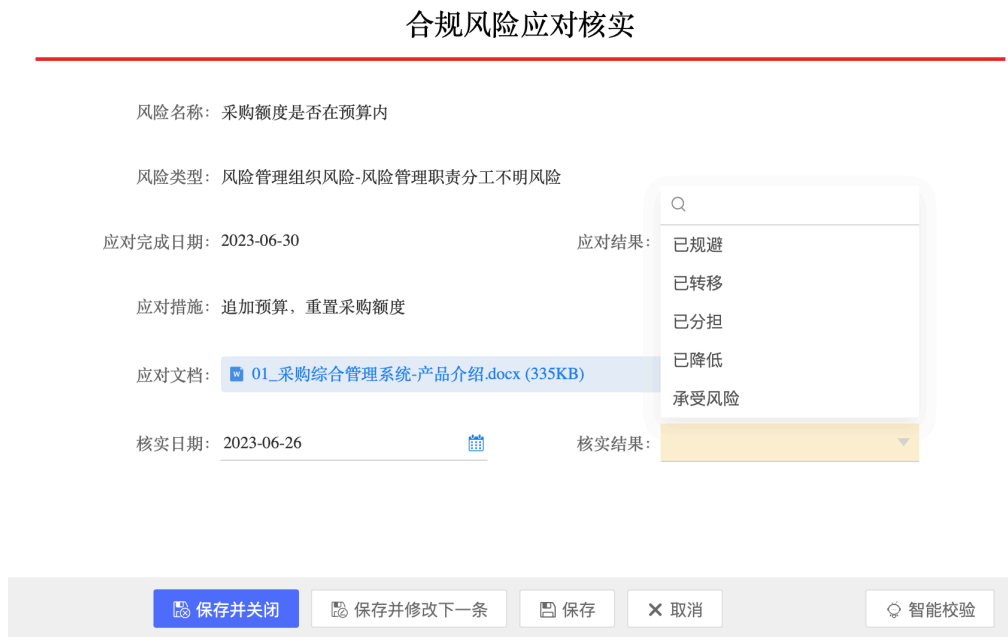 合规风险应对核实
风险名称: 采购额度是否在预算内
风险类型: 风险管理组织风险-风险管理职责分工不明风险
应对完成日期: 2023-06-30
应对结果:
已规避
已转移
已分担
已降低
承受风险
应对措施: 追加预算，重置采购额度
应对文档: 01_采购综合管理系统-产品介绍.docx (335KB)
核实日期: 2023-06-26
核实结果:
保存并关闭
保存并修改下一条
保存
取消
智能校验